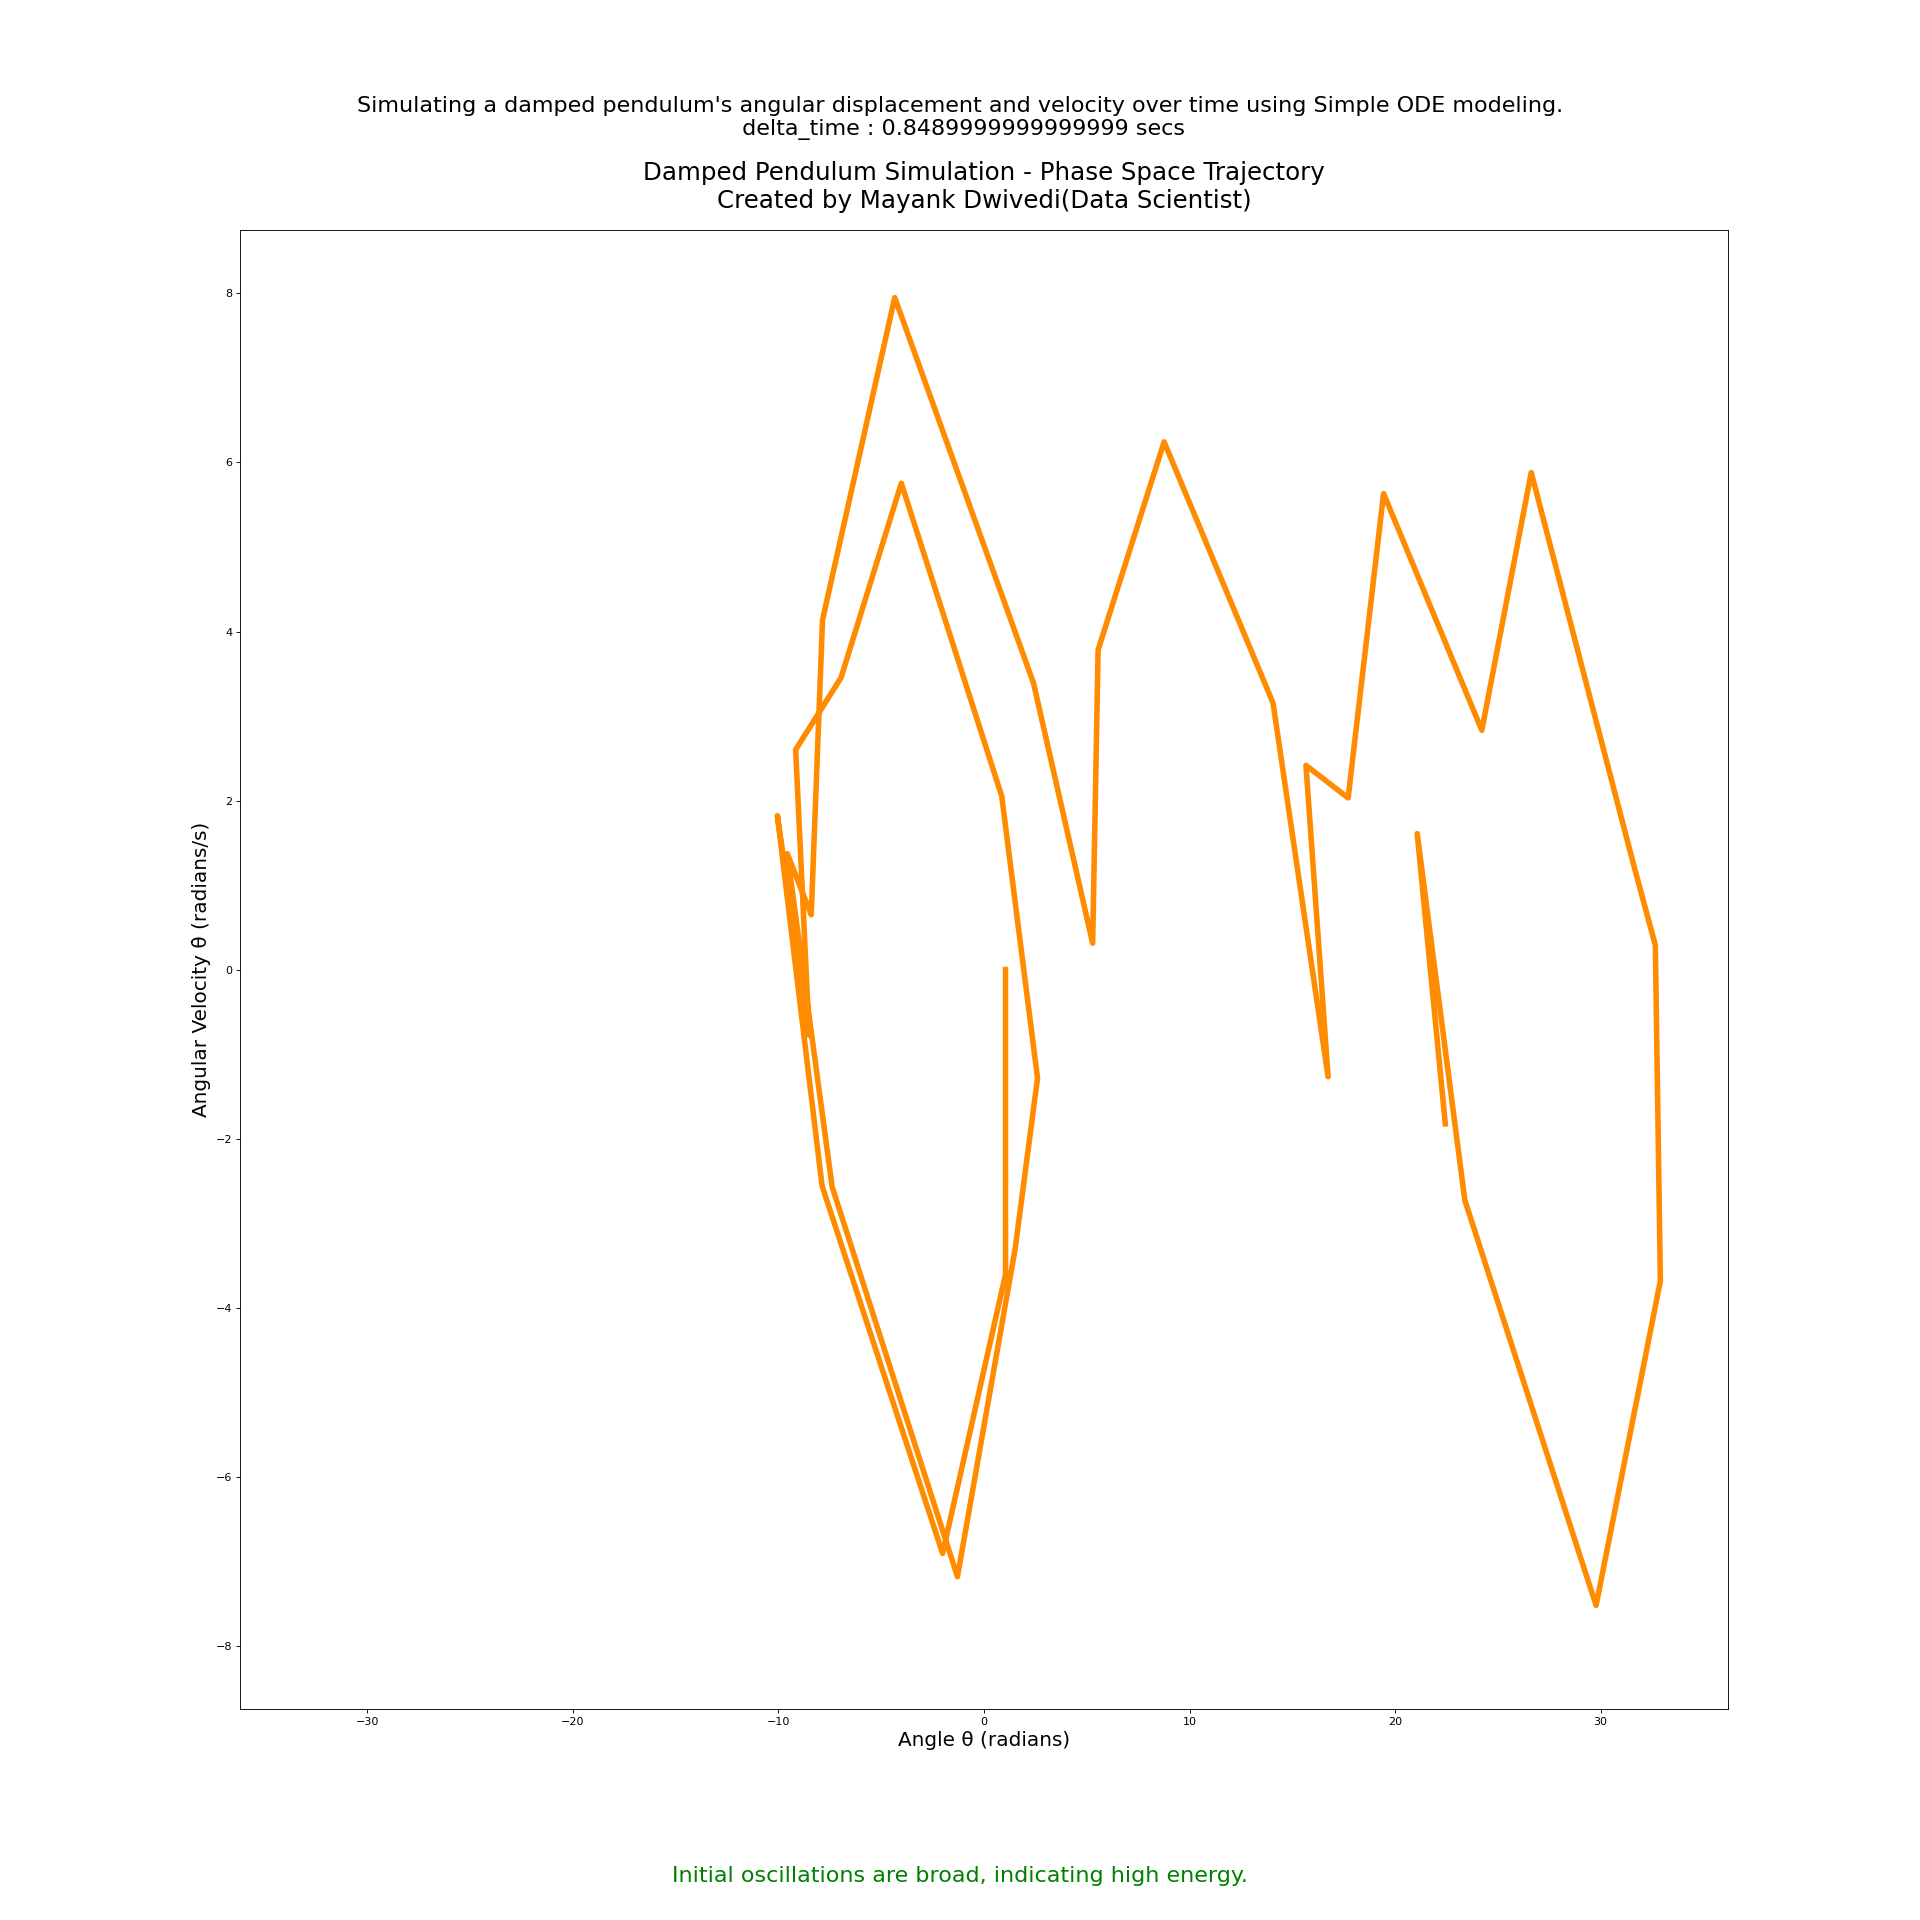 Simulating a damped pendulum's angular displacement and velocity over time using Simple ODE modeling.
delta_time : 0.8489999999999999 secs
Damped Pendulum Simulation - Phase Space Trajectory
Created by Mayank Dwivedi(Data Scientist)
Angular Velocity θ̇ (radians/s)
8
6
4
2
0
−2
−4
−6
−8
−30
−20
−10
0
10
20
30
Angle θ (radians)
Initial oscillations are broad, indicating high energy.